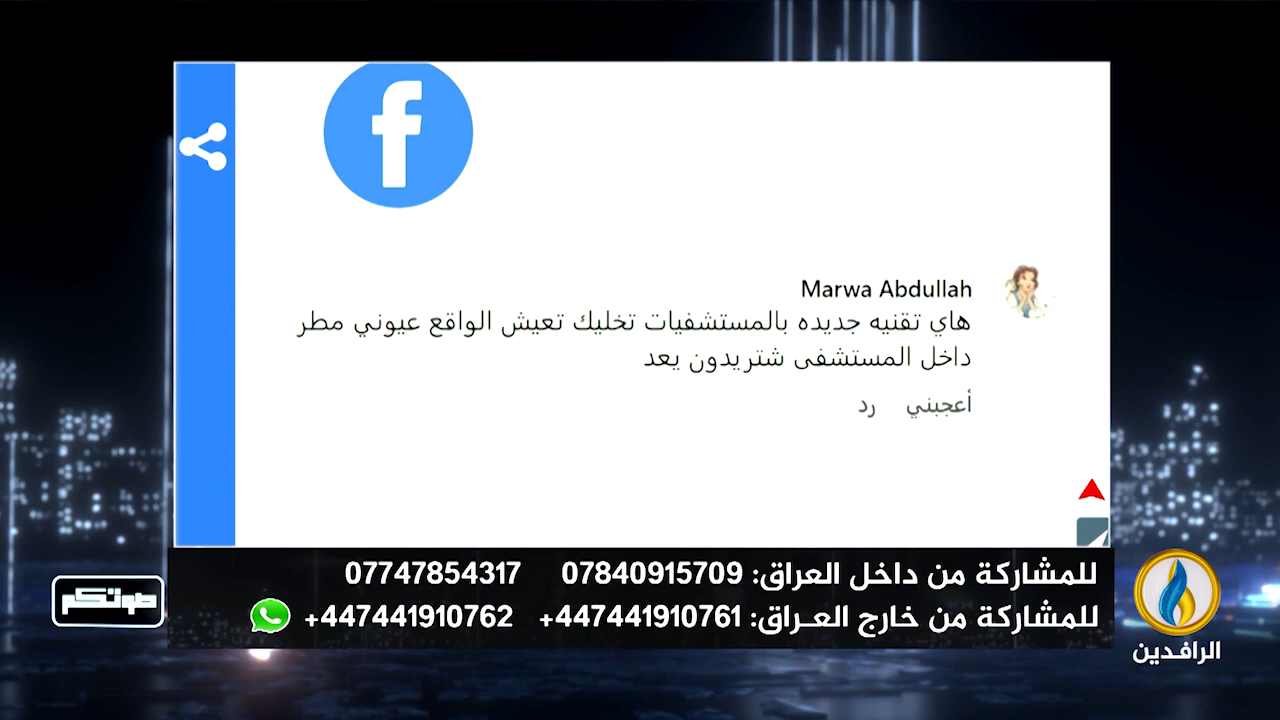 f
Marwa Abdullah
هاي تقنيه جديده بالمستشفيات تخليك تعيش الواقع عيوني مطر
داخل المستشفى شتريدون يعد
أعجبني رد
للمشاركة من داخل العراق: 07840915709 07747854317
للمشاركة من خارج العـراق: 447441910761+ 447441910762+
صوتكم
الرافدين